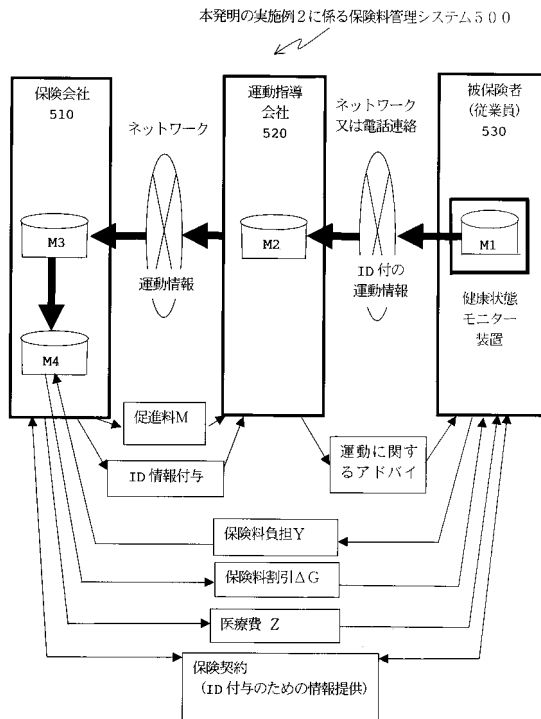 本発明の実施例2に係る保険料管理システム500
保険会社
510
ネットワーク
運動指導
会社
520
ネットワーク
又は電話連絡
被保険者
(従業員)
530
M3
M2
M1
運動情報
ID付の
運動情報
健康状態
モニター
装置
M4
促進料M
ID情報付与
運動に関す
るアドバイ
保険料負担Y
保険料割引ΔG
医療費 Z
保険契約
(ID付与のための情報提供)